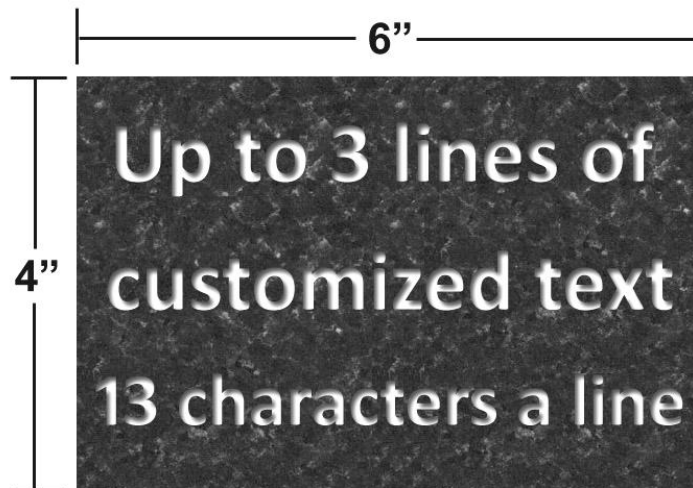 6”
Up to 3 lines of
4”
customized text
13 characters a line